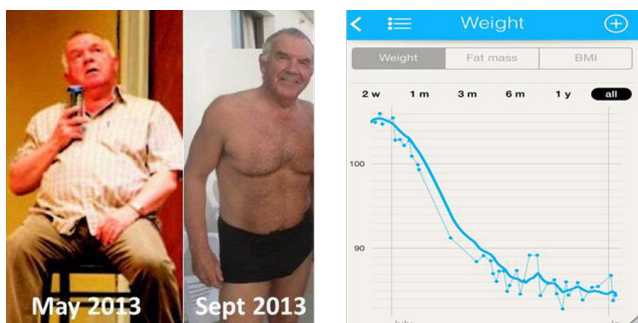 May 2013
Sept 2013
Weight
Weight Fat mass BMI
2 w 1 m 3 m 6 m 1 y all
100
90